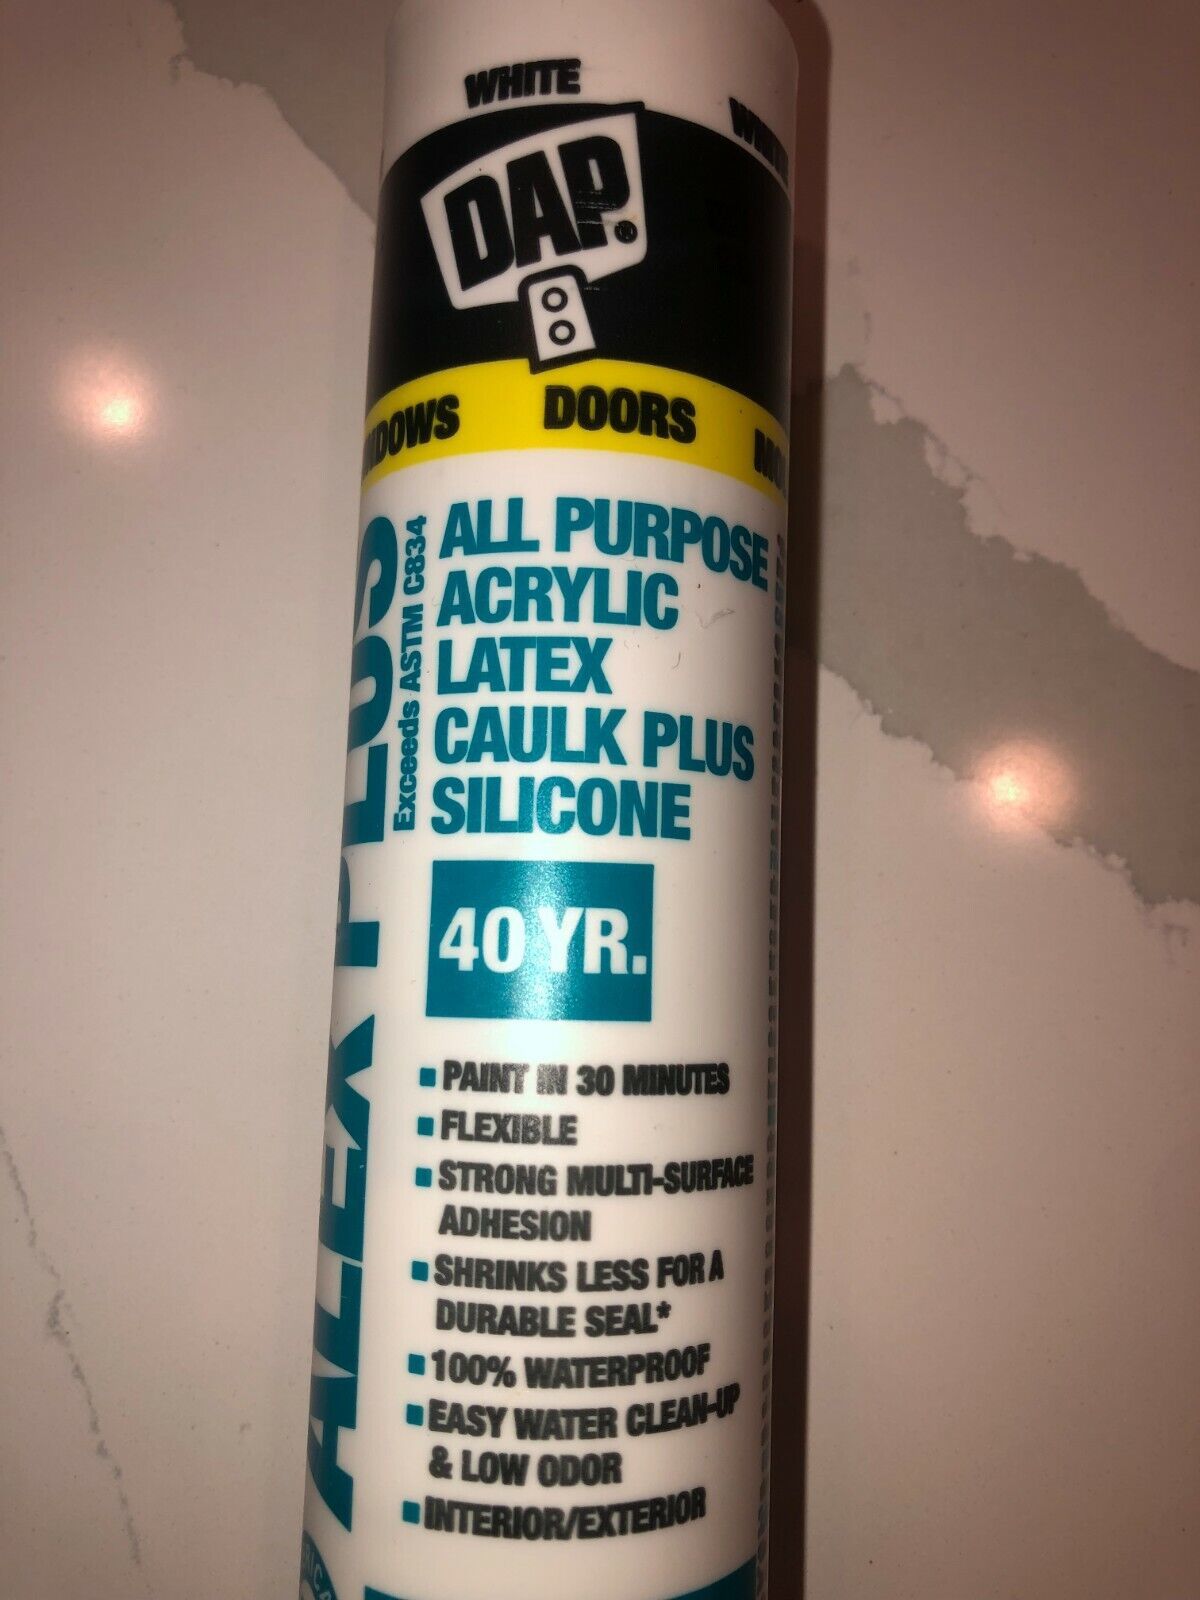 WHITE
DAP®
DOORS
ALEX PLUS
Exceeds ASTM C834
ALL PURPOSE
ACRYLIC
LATEX
CAULK PLUS
SILICONE
40 YR.
▪ PAINT IN 30 MINUTES
▪ FLEXIBLE
▪ STRONG MULTI-SURFACE
ADHESION
▪ SHRINKS LESS FOR A
DURABLE SEAL*
▪ 100% WATERPROOF
▪ EASY WATER CLEAN-UP
& LOW ODOR
▪ INTERIOR/EXTERIOR